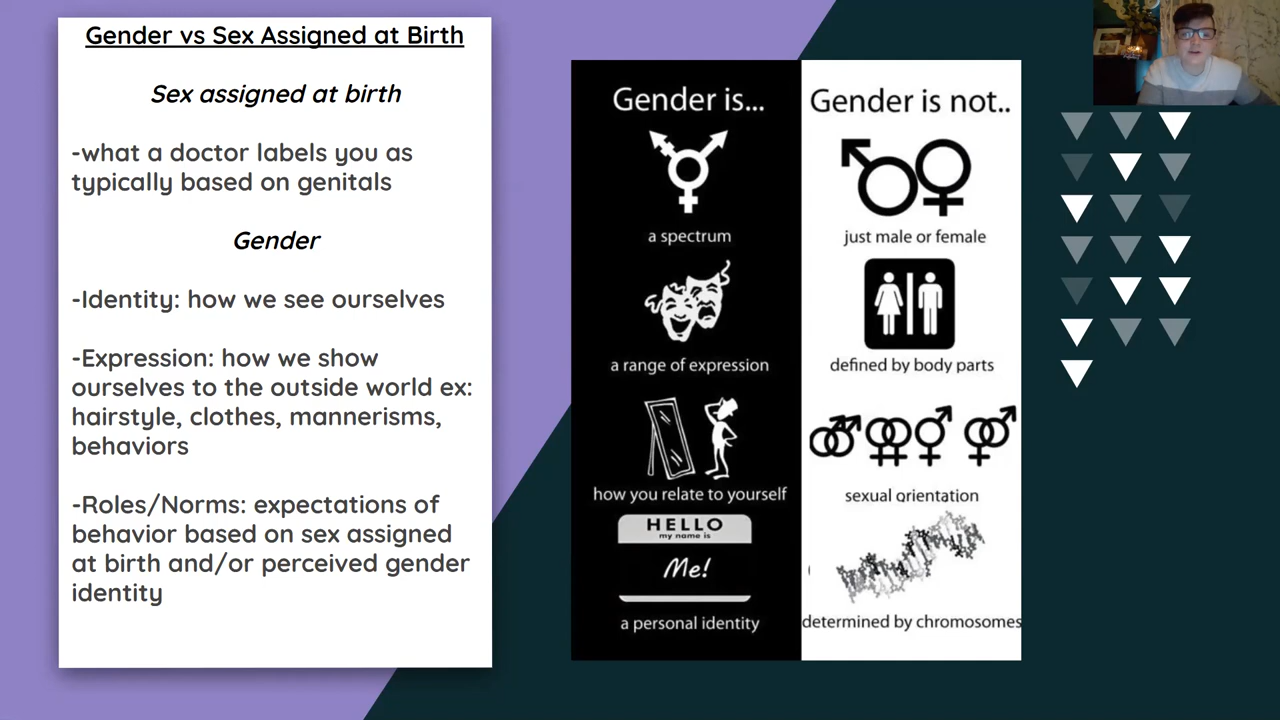 Gender vs Sex Assigned at Birth
Sex assigned at birth
-what a doctor labels you as
typically based on genitals
Gender
-Identity: how we see ourselves
-Expression: how we show
ourselves to the outside world ex:
hairstyle, clothes, mannerisms,
behaviors
-Roles/Norms: expectations of
behavior based on sex assigned
at birth and/or perceived gender
identity
Gender is...
a spectrum
a range of expression
how you relate to yourself
HELLO
my name is
Me!
a personal identity
Gender is not..
just male or female
defined by body parts
sexual orientation
determined by chromosomes